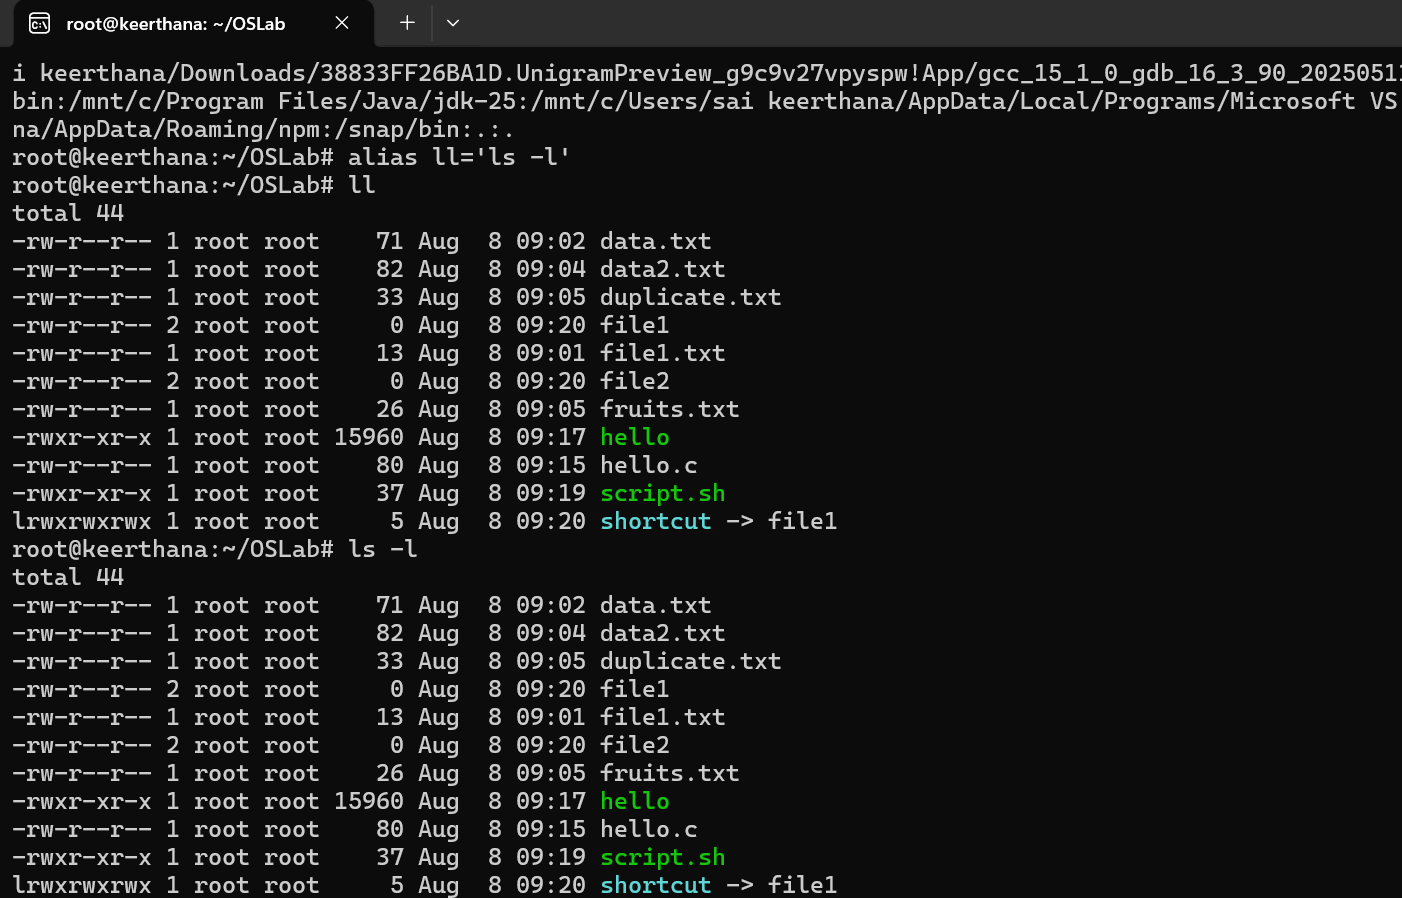 root@keerthana: ~/OSLab
i keerthana/Downloads/38833FF26BA1D.UnigramPreview_g9c9v27vpyspw!App/gcc_15_1_0_gdb_16_3_90_2025051
bin:/mnt/c/Program Files/Java/jdk-25:/mnt/c/Users/sai keerthana/AppData/Local/Programs/Microsoft VS
na/AppData/Roaming/npm:/snap/bin:.:.
root@keerthana:~/OSLab# alias ll='ls -l'
root@keerthana:~/OSLab# ll
total 44
-rw-r--r-- 1 root root    71 Aug  8 09:02 data.txt
-rw-r--r-- 1 root root    82 Aug  8 09:04 data2.txt
-rw-r--r-- 1 root root    33 Aug  8 09:05 duplicate.txt
-rw-r--r-- 2 root root     0 Aug  8 09:20 file1
-rw-r--r-- 1 root root    13 Aug  8 09:01 file1.txt
-rw-r--r-- 2 root root     0 Aug  8 09:20 file2
-rw-r--r-- 1 root root    26 Aug  8 09:05 fruits.txt
-rwxr-xr-x 1 root root 15960 Aug  8 09:17 hello
-rw-r--r-- 1 root root    80 Aug  8 09:15 hello.c
-rwxr-xr-x 1 root root    37 Aug  8 09:19 script.sh
lrwxrwxrwx 1 root root     5 Aug  8 09:20 shortcut -> file1
root@keerthana:~/OSLab# ls -l
total 44
-rw-r--r-- 1 root root    71 Aug  8 09:02 data.txt
-rw-r--r-- 1 root root    82 Aug  8 09:04 data2.txt
-rw-r--r-- 1 root root    33 Aug  8 09:05 duplicate.txt
-rw-r--r-- 2 root root     0 Aug  8 09:20 file1
-rw-r--r-- 1 root root    13 Aug  8 09:01 file1.txt
-rw-r--r-- 2 root root     0 Aug  8 09:20 file2
-rw-r--r-- 1 root root    26 Aug  8 09:05 fruits.txt
-rwxr-xr-x 1 root root 15960 Aug  8 09:17 hello
-rw-r--r-- 1 root root    80 Aug  8 09:15 hello.c
-rwxr-xr-x 1 root root    37 Aug  8 09:19 script.sh
lrwxrwxrwx 1 root root     5 Aug  8 09:20 shortcut -> file1